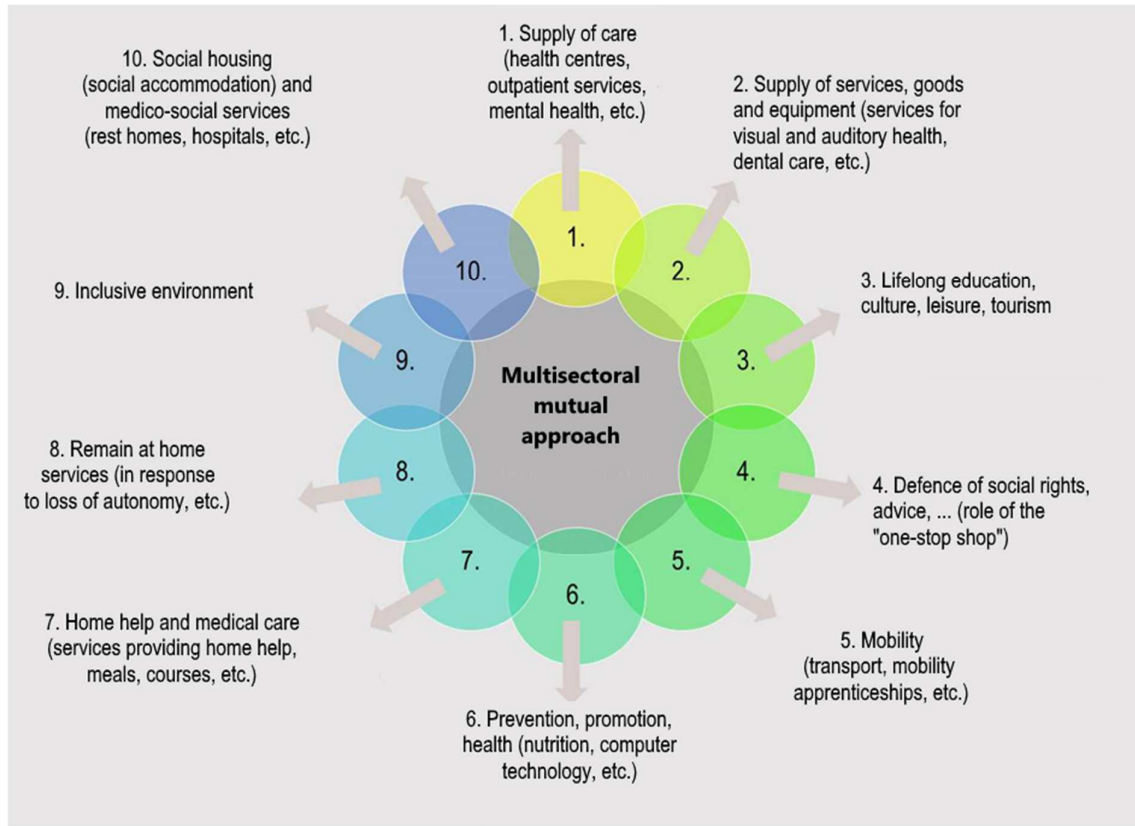 1. Supply of care
(health centres,
outpatient services,
mental health, etc.)
2. Supply of services, goods
and equipment (services for
visual and auditory health,
dental care, etc.)
3. Lifelong education,
culture, leisure, tourism
4. Defence of social rights,
advice, ... (role of the
"one-stop shop")
5. Mobility
(transport, mobility
apprenticeships, etc.)
6. Prevention, promotion,
health (nutrition, computer
technology, etc.)
7. Home help and medical care
(services providing home help,
meals, courses, etc.)
8. Remain at home
services (in response
to loss of autonomy, etc.)
9. Inclusive environment
10. Social housing
(social accommodation) and
medico-social services
(rest homes, hospitals, etc.)
1.
2.
3.
4.
5.
6.
7.
8.
9.
10.
Multisectoral
mutual
approach